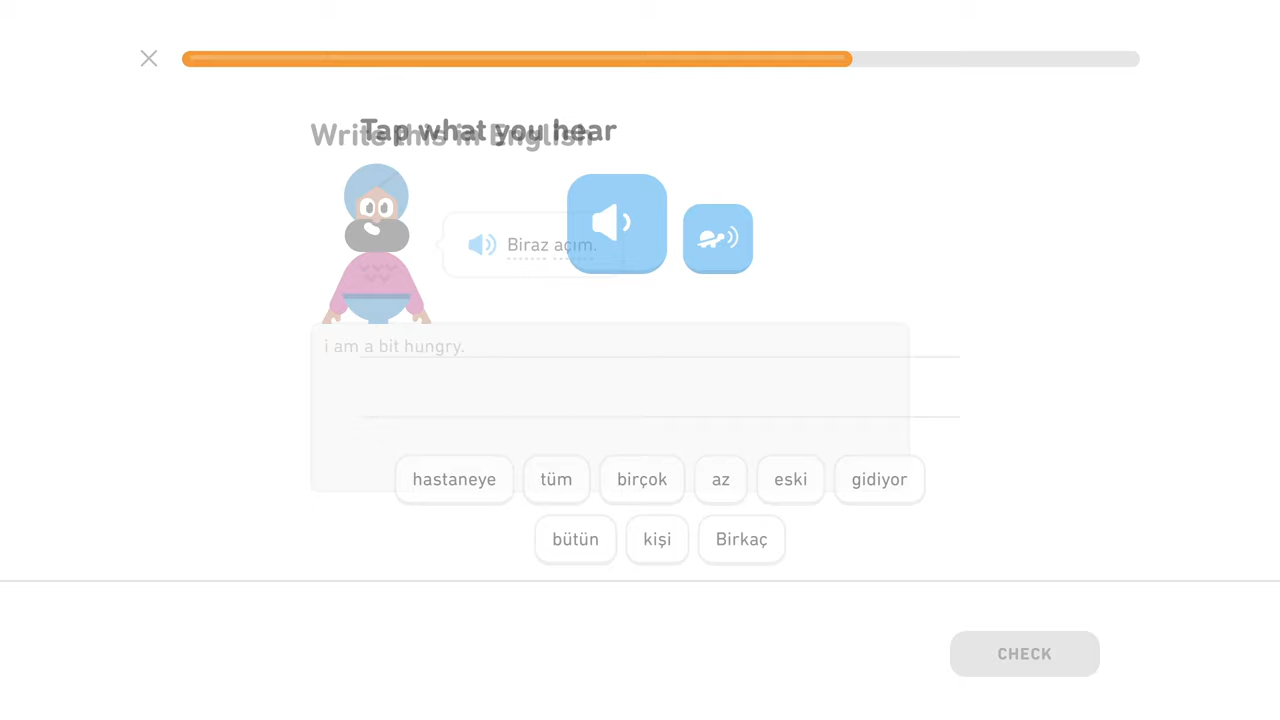 Write this in English
Tap what you hear
Biraz açım.
i am a bit hungry.
hastaneye tüm birçok az eski gidiyor
bütün kişi Birkaç
CHECK